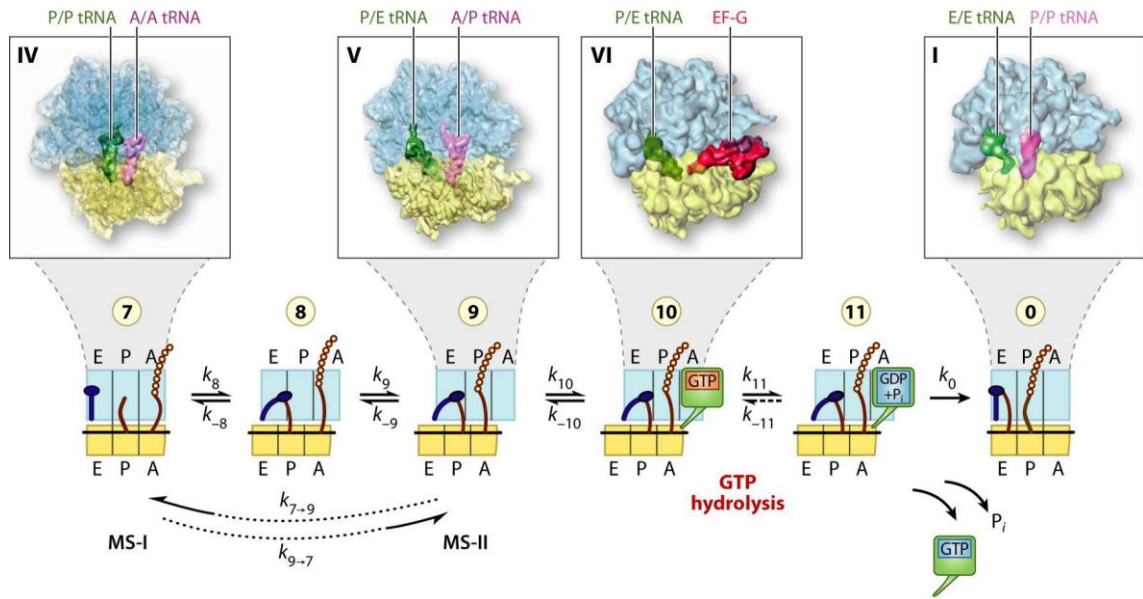 P/P tRNA A/A tRNA
P/E tRNA A/P tRNA
P/E tRNA EF-G
E/E tRNA P/P tRNA
IV
V
VI
I
7
8
9
10
11
0
E P A
E P A
E P A
E P A
E P A
E P A
k8
k–8
k9
k–9
k10
k–10
GTP
k11
k–11
GDP
+Pi
k0
E P A
E P A
E P A
E P A
E P A
E P A
GTP
hydrolysis
k7→9
MS-I
MS-II
k9→7
Pi
GTP